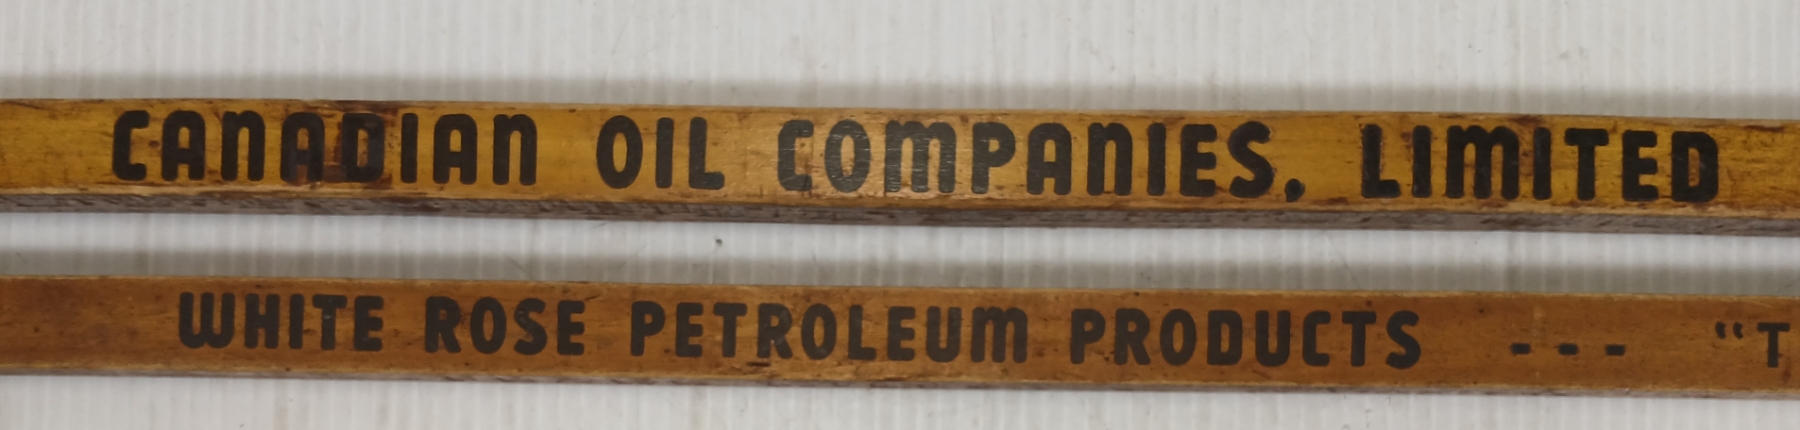 CANADIAN OIL COMPANIES, LIMITED
WHITE ROSE PETROLEUM PRODUCTS --- "T